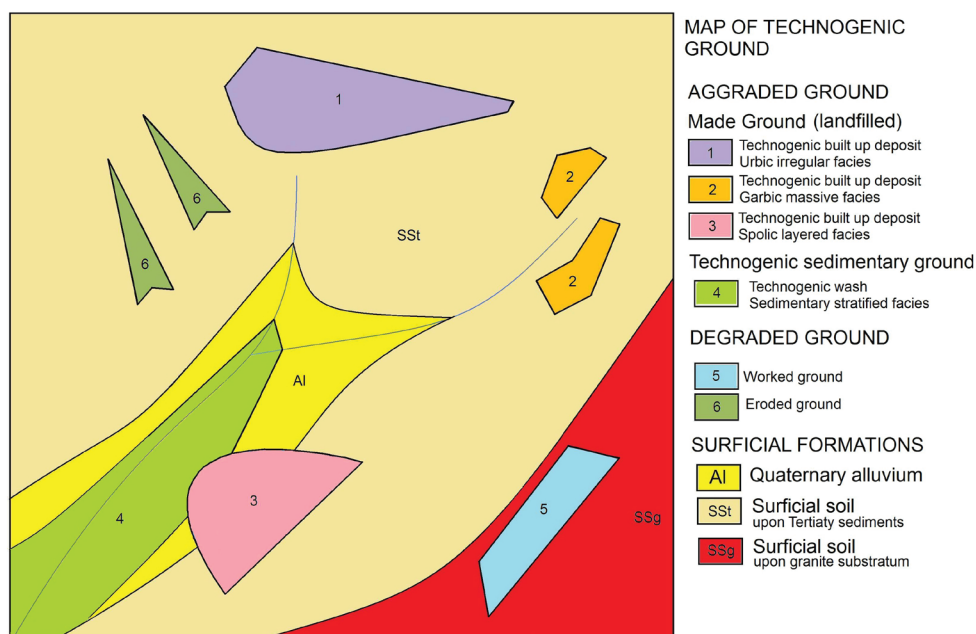 1
2
6
SSt
6
2
Al
3
4
5
SSg
MAP OF TECHNOGENIC
GROUND
AGGRADED GROUND
Made Ground (landfilled)
1 Technogenic built up deposit
Urbic irregular facies
2 Technogenic built up deposit
Garbic massive facies
3 Technogenic built up deposit
Spolic layered facies
Technogenic sedimentary ground
4 Technogenic wash
Sedimentary stratified facies
DEGRADED GROUND
5 Worked ground
6 Eroded ground
SURFICIAL FORMATIONS
Al Quaternary alluvium
SSt Surficial soil
upon Tertiaty sediments
SSg Surficial soil
upon granite substratum